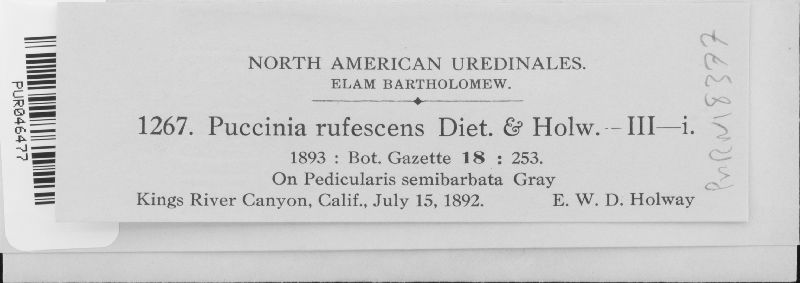 NORTH AMERICAN UREDINALES.
ELAM BARTHOLOMEW.
1267. Puccinia rufescens Diet. & Holw. - III—i.
1893 : Bot. Gazette 18 : 253.
On Pedicularis semibarbata Gray
Kings River Canyon, Calif., July 15, 1892. E. W. D. Holway
PUR046477